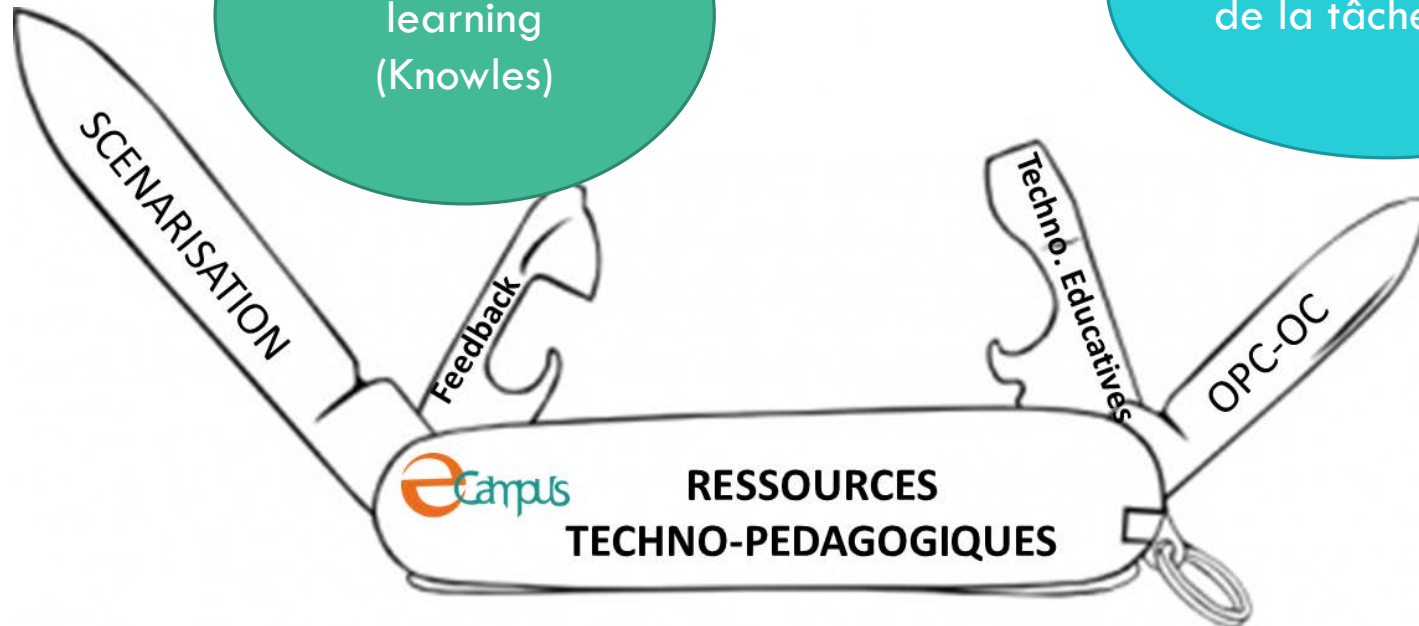 learning
(Knowles)
de la tâche
SCENARISATION
Feedback
Techno. Educatives
OPC-OC
eCampus
RESSOURCES
TECHNO-PEDAGOGIQUES